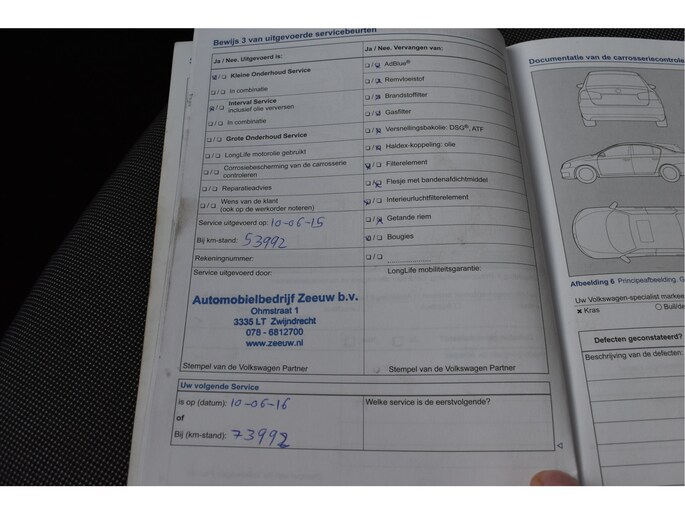 Bewijs 3 van uitgevoerde servicebeurten
Ja / Nee. Uitgevoerd is:
Kleine Onderhoud Service
In combinatie
Interval Service
inclusief olie verversen
In combinatie
Grote Onderhoud Service
LongLife motorolie gebruikt
Corrosiebescherming van de carrosserie
controleren
Reparatieadvies
Wens van de klant
(ook op de werkorder noteren)
Service uitgevoerd op: 10-06-15
Bij km-stand: 53992
Rekeningnummer:
Service uitgevoerd door:
Automobielbedrijf Zeeuw b.v.
Ohmstraat 1
3335 LT Zwijndrecht
078 - 6812700
www.zeeuw.nl
Stempel van de Volkswagen Partner
Ja / Nee. Vervangen van:
AdBlue®
Remvloeistof
Brandstoffilter
Gasfilter
Versnellingsbakolie: DSG®, ATF
Haldex-koppeling: olie
Filterelement
Flesje met bandenafdichtmiddel
Interieurluchtfilterelement
Getande riem
Bougies
LongLife mobiliteitsgarantie:
Stempel van de Volkswagen Partner
Uw volgende Service
is op (datum): 10-06-16
of
Bij (km-stand): 73992
Welke service is de eerstvolgende?
Documentatie van de carrosseriecontrole
Afbeelding 6 Principeafbeelding.
Uw Volkswagen-specialist
Kras
Defecten geconstateerd?
Beschrijving van de defecten: